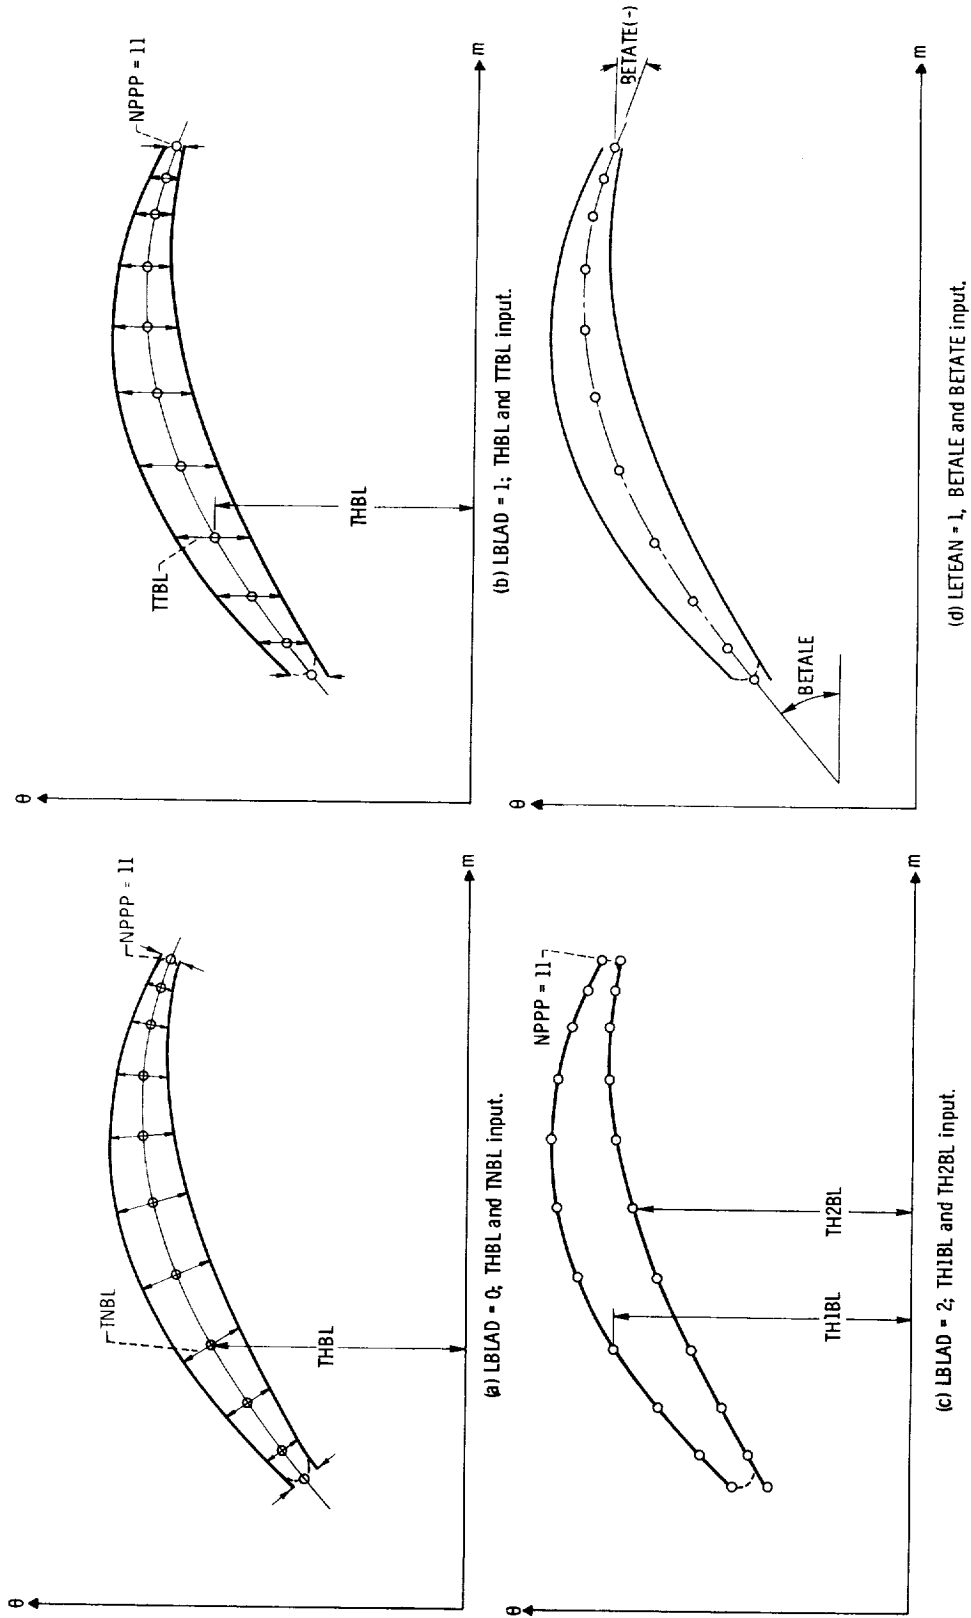 θ
NPPP = 11
TNBL
THBL
m
(a) LBLAD = 0; THBL and TNBL input.
θ
NPPP = 11
TTBL
THBL
m
(b) LBLAD = 1; THBL and TTBL input.
θ
NPPP = 11
TH1BL
TH2BL
m
(c) LBLAD = 2; TH1BL and TH2BL input.
θ
BETATE(-)
BETALE
m
(d) LETEAN = 1, BETALE and BETATE input.